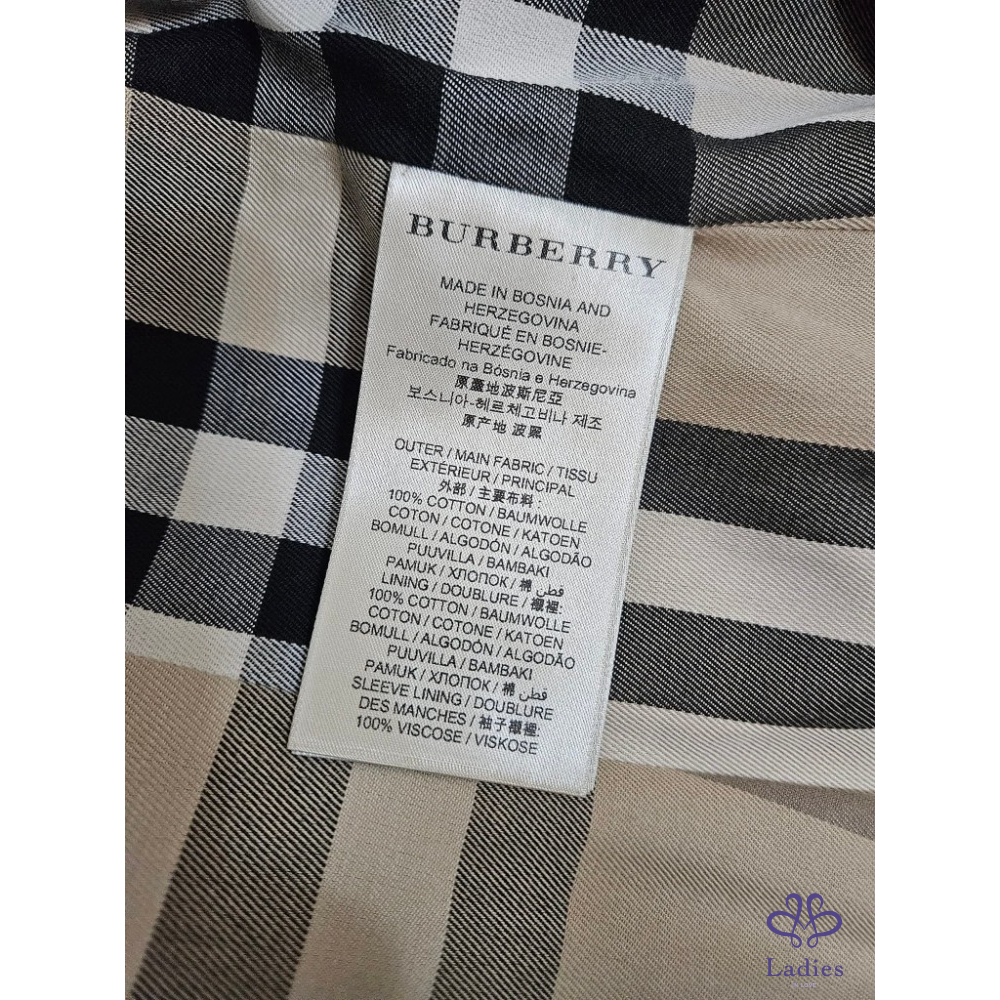 BURBERRY
MADE IN BOSNIA AND
HERZEGOVINA
FABRIQUÉ EN BOSNIE-
HERZÉGOVINE
Fabricado na Bósnia e Herzegovina
原產地波斯尼亞
보스니아-헤르체고비나 제조
原产地 波黑
OUTER / MAIN FABRIC / TISSU
EXTÉRIEUR / PRINCIPAL
外部 / 主要布料 :
100% COTTON / BAUMWOLLE
COTON / COTONE / KATOEN
BOMULL / ALGODÓN / ALGODÃO
PUUVILLA / BAMBAKI
PAMUK / ХЛОПОК / 棉 قطن
LINING / DOUBLURE / 襯裡:
100% COTTON / BAUMWOLLE
COTON / COTONE / KATOEN
BOMULL / ALGODÓN / ALGODÃO
PUUVILLA / BAMBAKI
PAMUK / ХЛОПОК / 棉 قطن
SLEEVE LINING / DOUBLURE
DES MANCHES / 袖子襯裡:
100% VISCOSE / VISKOSE
Ladies